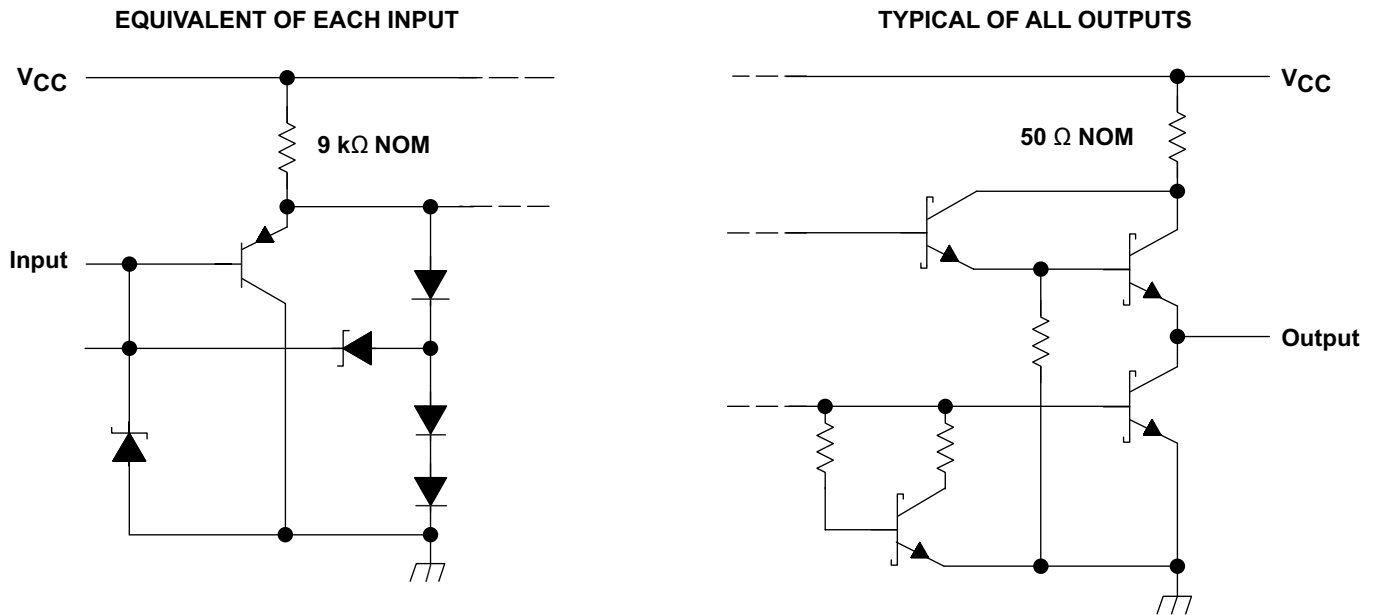 EQUIVALENT OF EACH INPUT
VCC
9 kΩ NOM
Input
TYPICAL OF ALL OUTPUTS
VCC
50 Ω NOM
Output